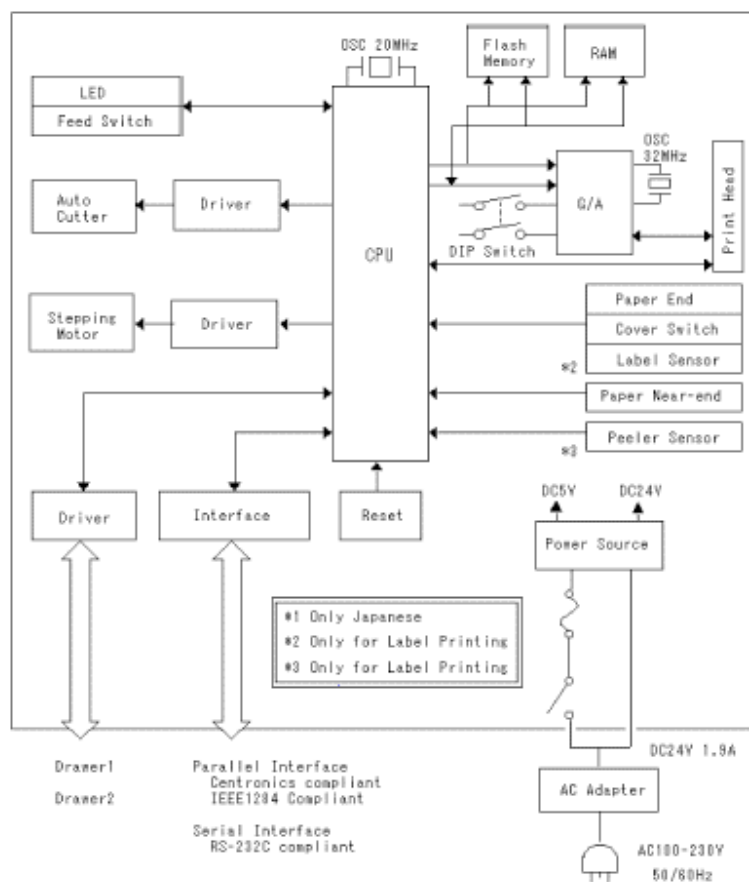 OSC 20MHz
Flash
Memory
RAM
LED
Feed Switch
OSC
32MHz
Auto
Cutter
Driver
G/A
Print Head
DIP Switch
CPU
Stepping
Motor
Driver
Paper End
Cover Switch
*2 Label Sensor
Paper Near-end
*3 Peeler Sensor
Driver
Interface
Reset
DC5V DC24V
Power Source
*1 Only Japanese
*2 Only for Label Printing
*3 Only for Label Printing
DC24V 1.9A
Drawer1
Drawer2
Parallel Interface
Centronics compliant
IEEE1284 Compliant
Serial Interface
RS-232C compliant
AC Adapter
AC100-230V
50/60Hz